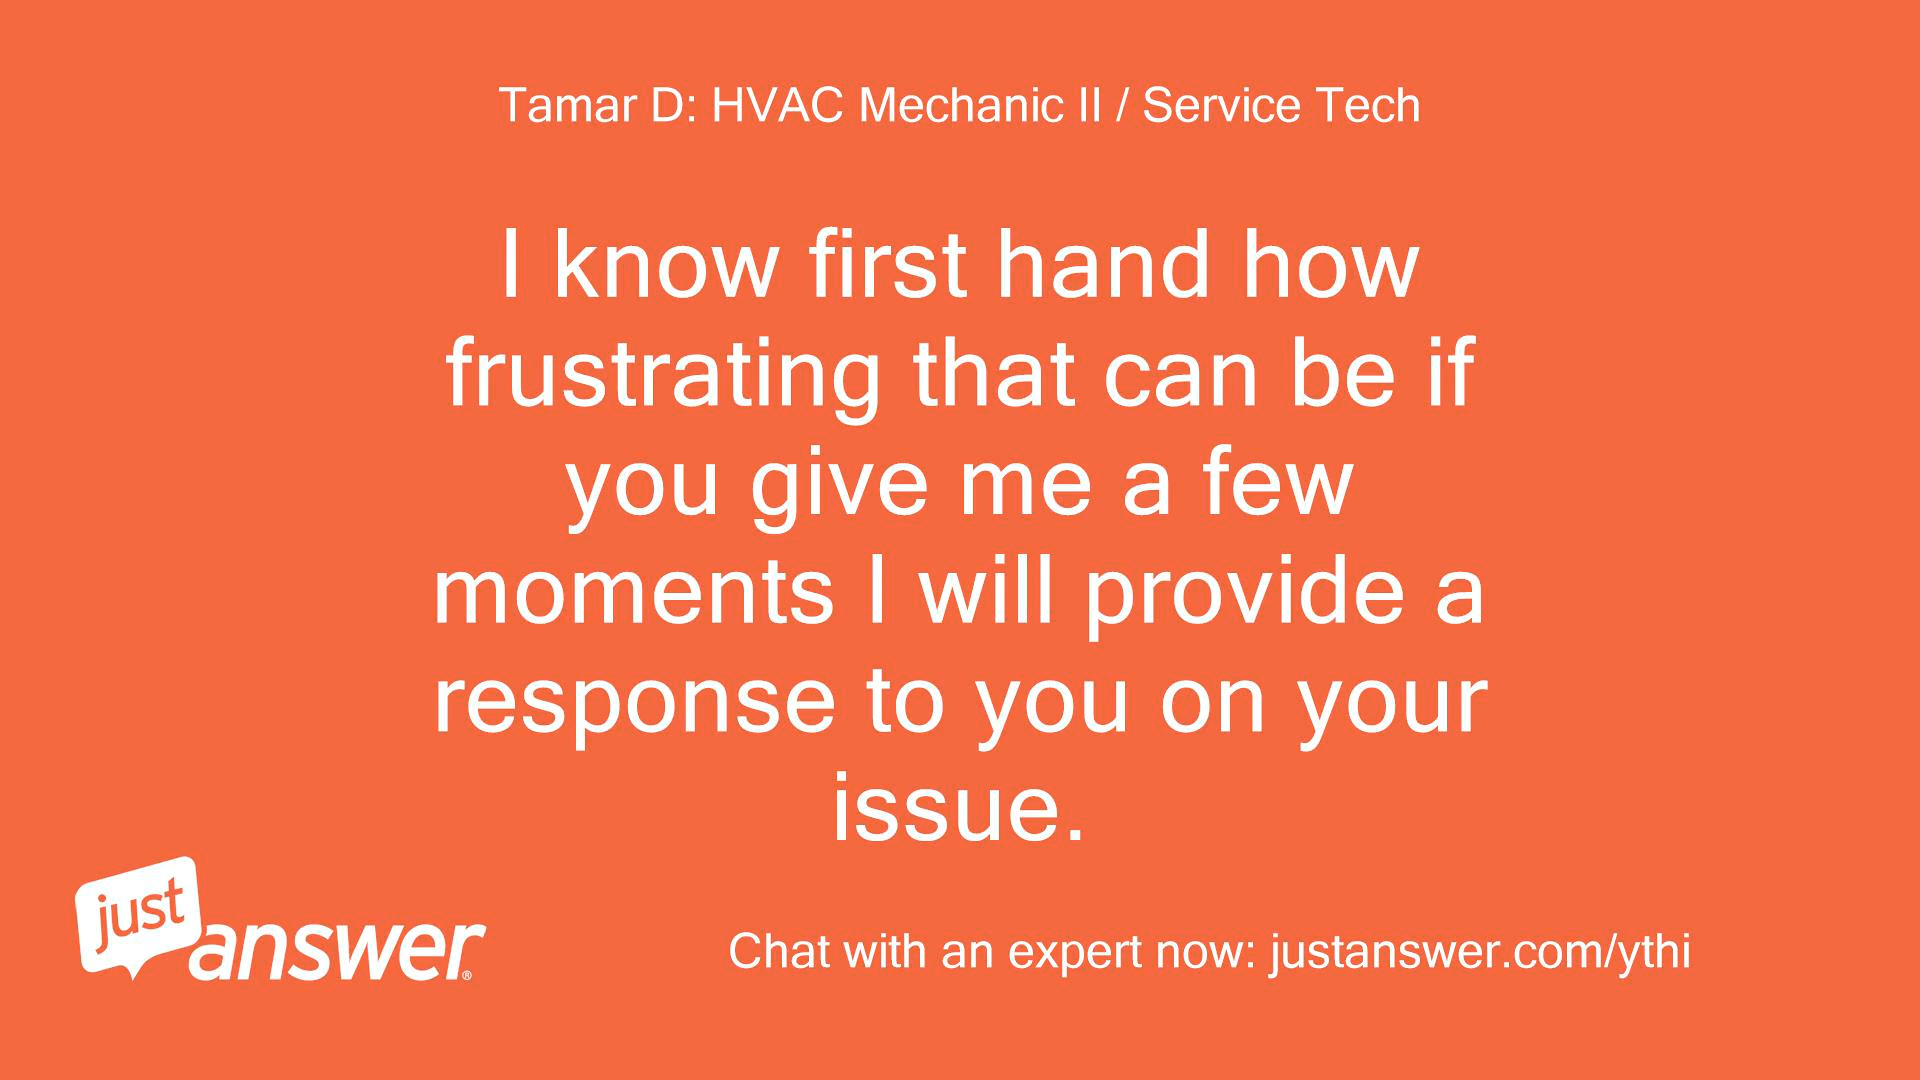 Tamar D: HVAC Mechanic II / Service Tech
I know first hand how
frustrating that can be if
you give me a few
moments I will provide a
response to you on your
issue.
just
answer®
Chat with an expert now: justanswer.com/ythi